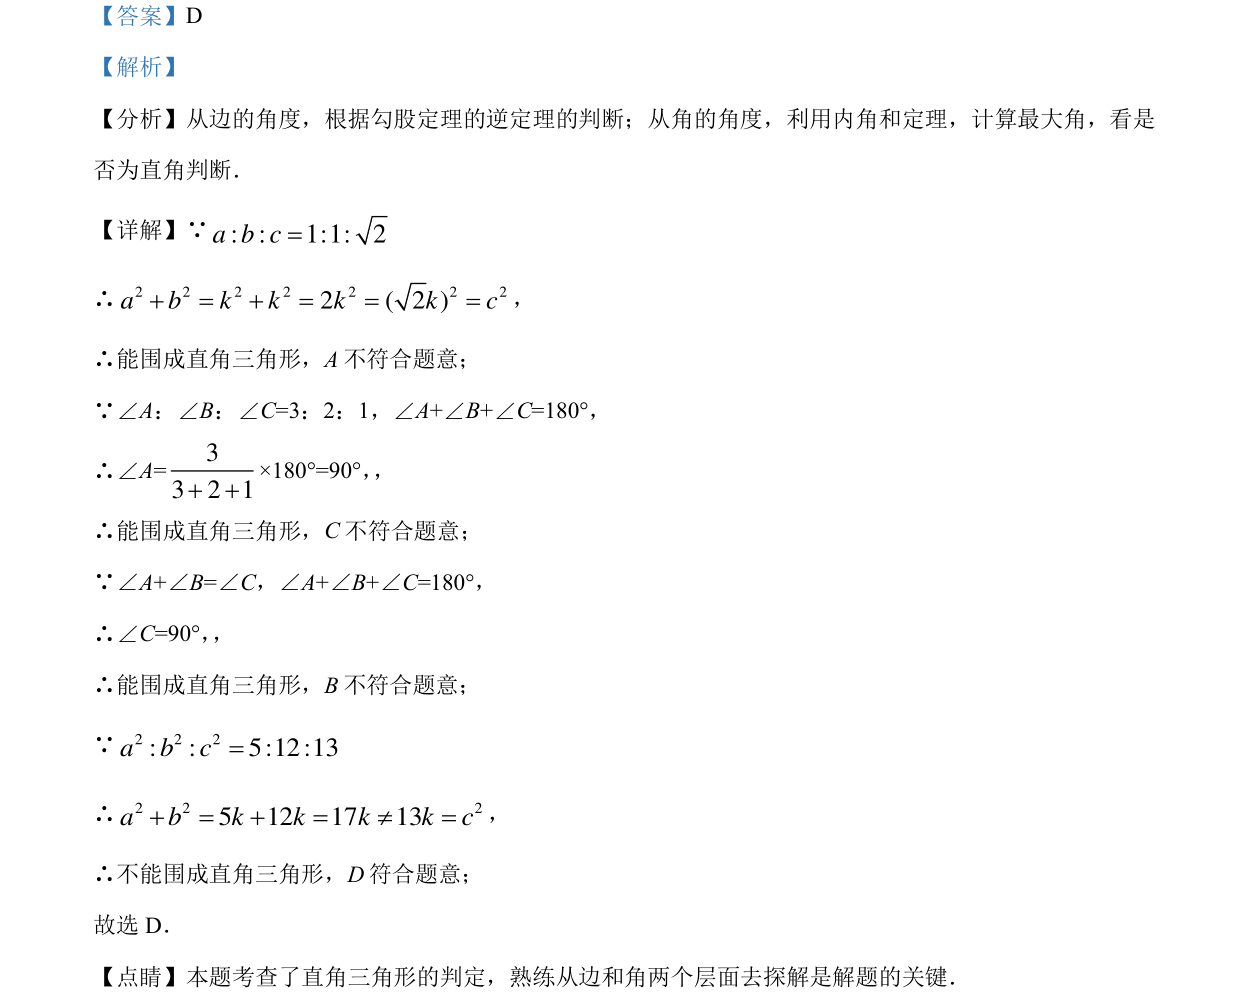 【答案】D
【解析】
【分析】从边的角度，根据勾股定理的逆定理的判断；从角的角度，利用内角和定理，计算最大角，看是
否为直角判断．
【详解】∵ a:b:c=1:1:√2
∴ a²+b²=k²+k²=2k²=(√2k)²=c²，
∴能围成直角三角形，A 不符合题意；
∵∠A：∠B：∠C=3：2：1，∠A+∠B+∠C=180°，
∴∠A=3/(3+2+1)×180°=90°，，
∴能围成直角三角形，C 不符合题意；
∵∠A+∠B=∠C，∠A+∠B+∠C=180°，
∴∠C=90°，，
∴能围成直角三角形，B 不符合题意；
∵ a²:b²:c²=5:12:13
∴ a²+b²=5k+12k=17k≠13k=c²，
∴不能围成直角三角形，D 符合题意；
故选 D．
【点睛】本题考查了直角三角形的判定，熟练从边和角两个层面去探解是解题的关键．